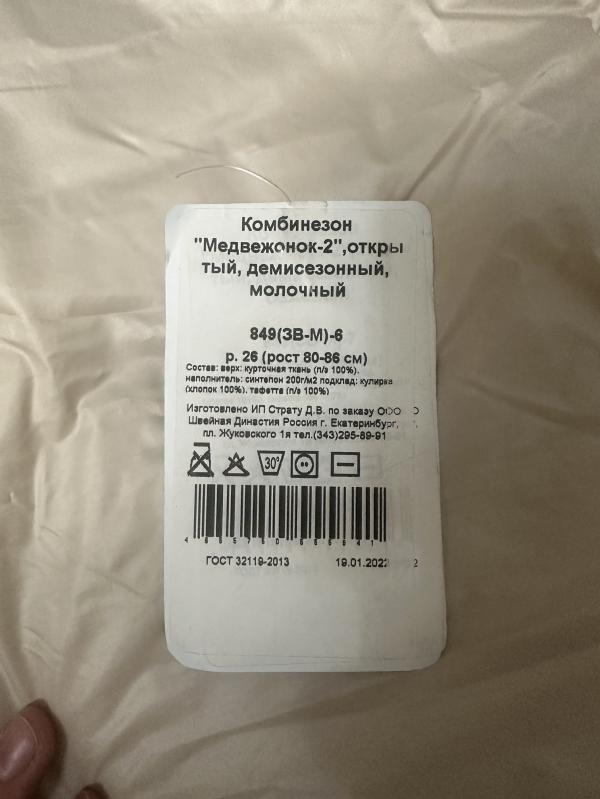 Комбинезон
"Медвежонок-2",откры
тый, демисезонный,
молочный
849(ЗВ-М)-6
р. 26 (рост 80-86 см)
Состав: верх: курточная ткань (п/э 100%).
наполнитель: синтепон 200г/м2 подклад: кулирка
(хлопок 100%). тафетта (п/э 100%)
Изготовлено ИП Страту Д.В. по заказу ООО
Швейная Династия Россия г. Екатеринбург,
пл. Жуковского 1я тел.(343)295-89-91
30°
ГОСТ 32119-2013 19.01.2022